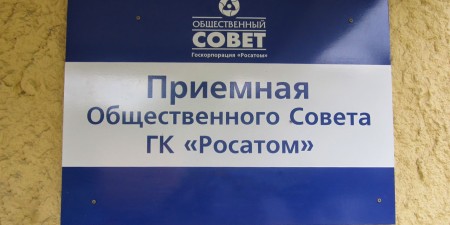 ОБЩЕСТВЕННЫЙ
СОВЕТ
Госкорпорация «Росатом»
Приемная
Общественного Совета
ГК «Росатом»